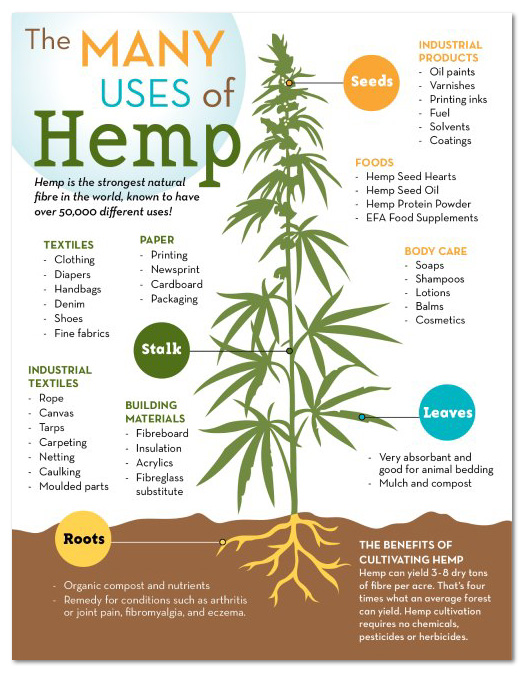 The MANY
USES of
Hemp
Hemp is the strongest natural
fibre in the world, known to have
over 50,000 different uses!
Seeds
INDUSTRIAL
PRODUCTS
- Oil paints
- Varnishes
- Printing inks
- Fuel
- Solvents
- Coatings
FOODS
- Hemp Seed Hearts
- Hemp Seed Oil
- Hemp Protein Powder
- EFA Food Supplements
BODY CARE
- Soaps
- Shampoos
- Lotions
- Balms
- Cosmetics
TEXTILES
- Clothing
- Diapers
- Handbags
- Denim
- Shoes
- Fine fabrics
PAPER
- Printing
- Newsprint
- Cardboard
- Packaging
Stalk
INDUSTRIAL
TEXTILES
- Rope
- Canvas
- Tarps
- Carpeting
- Netting
- Caulking
- Moulded parts
BUILDING
MATERIALS
- Fibreboard
- Insulation
- Acrylics
- Fibreglass
substitute
Leaves
- Very absorbant and
good for animal bedding
- Mulch and compost
Roots
- Organic compost and nutrients
- Remedy for conditions such as arthritis
or joint pain, fibromyalgia, and eczema.
THE BENEFITS OF
CULTIVATING HEMP
Hemp can yield 3-8 dry tons
of fibre per acre. That's four
times what an average forest
can yield. Hemp cultivation
requires no chemicals,
pesticides or herbicides.